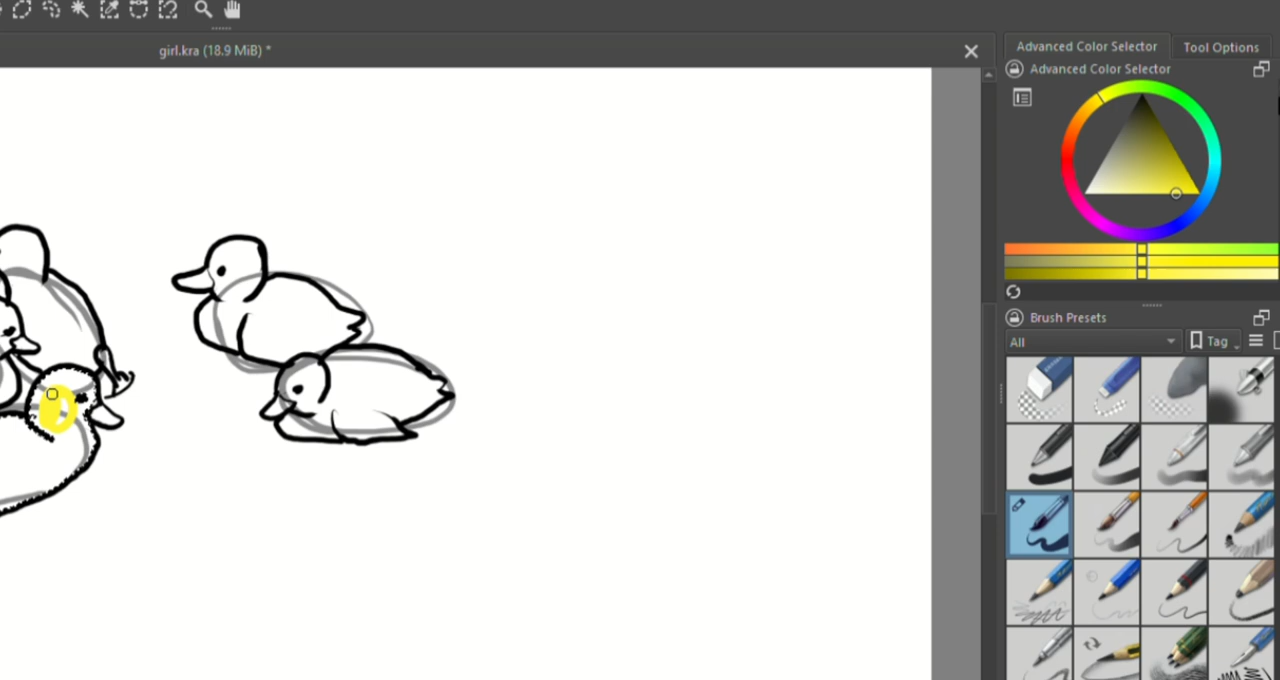 girl.kra (18.9 MiB) *
Advanced Color Selector
Tool Options
Advanced Color Selector
Brush Presets
All
Tag